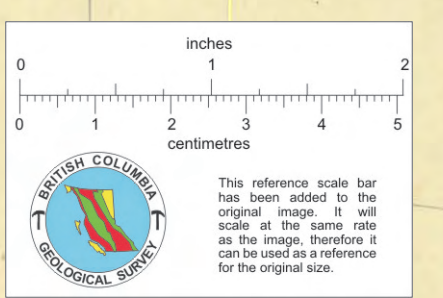 inches
0 1 2
0 1 2 3 4 5
centimetres
BRITISH COLUMBIA
GEOLOGICAL SURVEY
This reference scale bar
has been added to the
original image. It will
scale at the same rate
as the image, therefore it
can be used as a reference
for the original size.